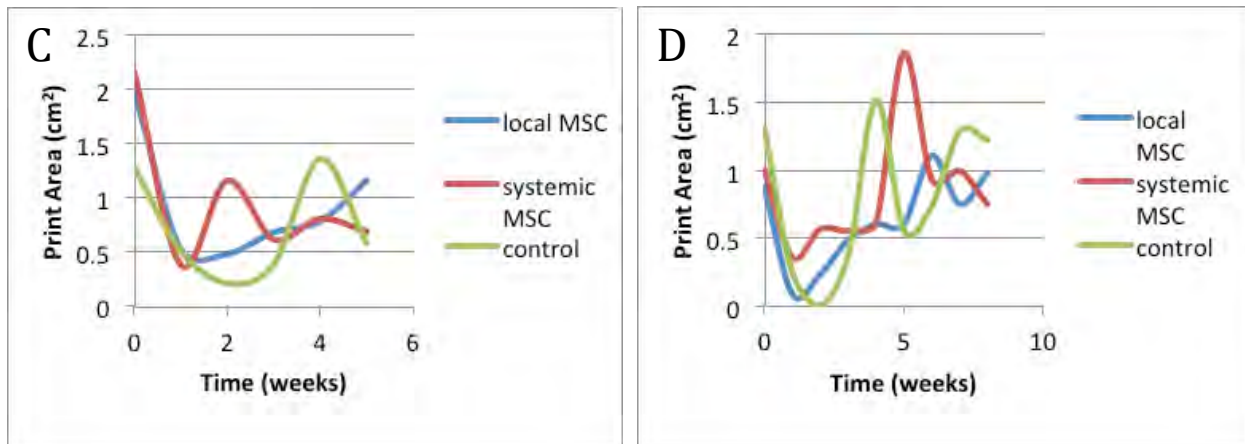 C
Print Area (cm²)
2.5
2
1.5
1
0.5
0
0
2
4
6
Time (weeks)
local MSC
systemic
MSC
control
D
Print Area (cm²)
2
1.5
1
0.5
0
0
5
10
Time (weeks)
local
MSC
systemic
MSC
control